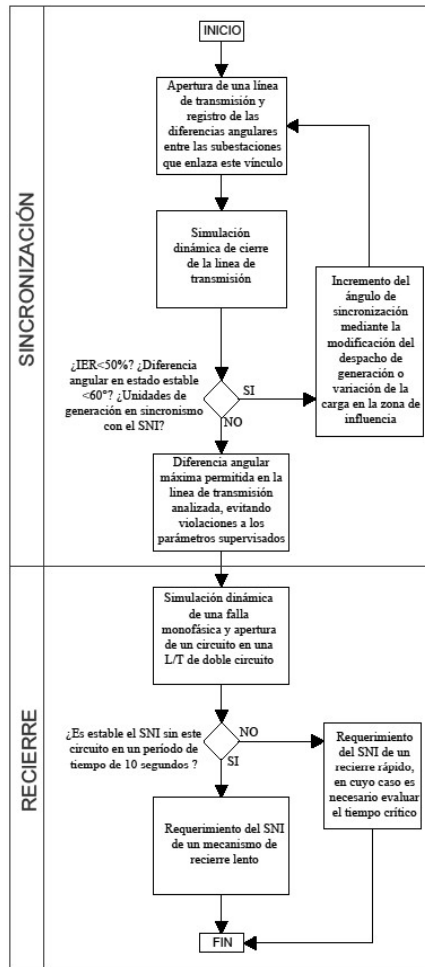 INICIO
SINCRONIZACIÓN
Apertura de una línea
de transmisión y
registro de las
diferencias angulares
entre las subestaciones
que enlaza este vínculo
Simulación
dinámica de cierre
de la linea de
transmisión
Incremento del
ángulo de
sincronización
mediante la
modificación del
despacho de
generación o
variación de la
carga en la zona de
influencia
¿IER<50%? ¿Diferencia
angular en estado estable
<60°? ¿Unidades de
generación en sincronismo
con el SNI?
SI
NO
Diferencia angular
máxima permitida en la
linea de transmisión
analizada, evitando
violaciones a los
parámetros supervisados
RECIERRE
Simulación dinámica
de una falla
monofásica y apertura
de un circuito en una
L/T de doble circuito
¿Es estable el SNI sin este
circuito en un período de
tiempo de 10 segundos ?
NO
SI
Requerimiento
del SNI de un
recierre rápido,
en cuyo caso es
necesario evaluar
el tiempo crítico
Requerimiento del SNI
de un mecanismo de
recierre lento
FIN